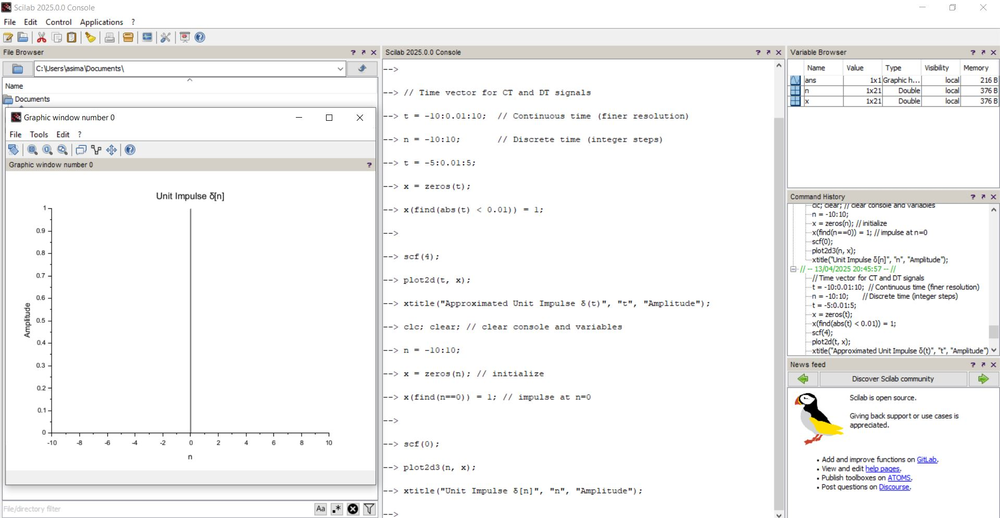 Scilab 2025.0.0 Console
File Edit Control Applications ?
File Browser
C:\Users\asima\Documents\
Name
Documents
Graphic window number 0
File Tools Edit ?
Graphic window number 0
Unit Impulse δ[n]
1
0.9
0.8
0.7
0.6
0.5
0.4
0.3
0.2
0.1
0
Amplitude
-10 -8 -6 -4 -2 0 2 4 6 8 10
n
File/directory filter
Aa .*
Scilab 2025.0.0 Console
-->
--> // Time vector for CT and DT signals
--> t = -10:0.01:10;  // Continuous time (finer resolution)
--> n = -10:10;       // Discrete time (integer steps)
--> t = -5:0.01:5;
--> x = zeros(t);
--> x(find(abs(t) < 0.01)) = 1;
-->
--> scf(4);
--> plot2d(t, x);
--> xtitle("Approximated Unit Impulse δ(t)", "t", "Amplitude");
--> clc; clear; // clear console and variables
--> n = -10:10;
--> x = zeros(n); // initialize
--> x(find(n==0)) = 1; // impulse at n=0
-->
--> scf(0);
--> plot2d3(n, x);
--> xtitle("Unit Impulse δ[n]", "n", "Amplitude");
-->
Variable Browser
Name Value Type Visibility Memory
ans 1x1 Graphic h... local 216 B
n 1x21 Double local 376 B
x 1x21 Double local 376 B
Command History
clc; clear; // clear console and variables
n = -10:10;
x = zeros(n); // initialize
x(find(n==0)) = 1; // impulse at n=0
scf(0);
plot2d3(n, x);
xtitle("Unit Impulse δ[n]", "n", "Amplitude");
// -- 13/04/2025 20:45:57 -- //
// Time vector for CT and DT signals
t = -10:0.01:10;  // Continuous time (finer resolution)
n = -10:10;       // Discrete time (integer steps)
t = -5:0.01:5;
x = zeros(t);
x(find(abs(t) < 0.01)) = 1;
scf(4);
plot2d(t, x);
xtitle("Approximated Unit Impulse δ(t)", "t", "Amplitude")
News feed
Discover Scilab community
Scilab is open source.
Giving back support or use cases is
appreciated.
• Add and improve functions on GitLab.
• View and edit help pages.
• Publish toolboxes on ATOMS.
• Post questions on Discourse.